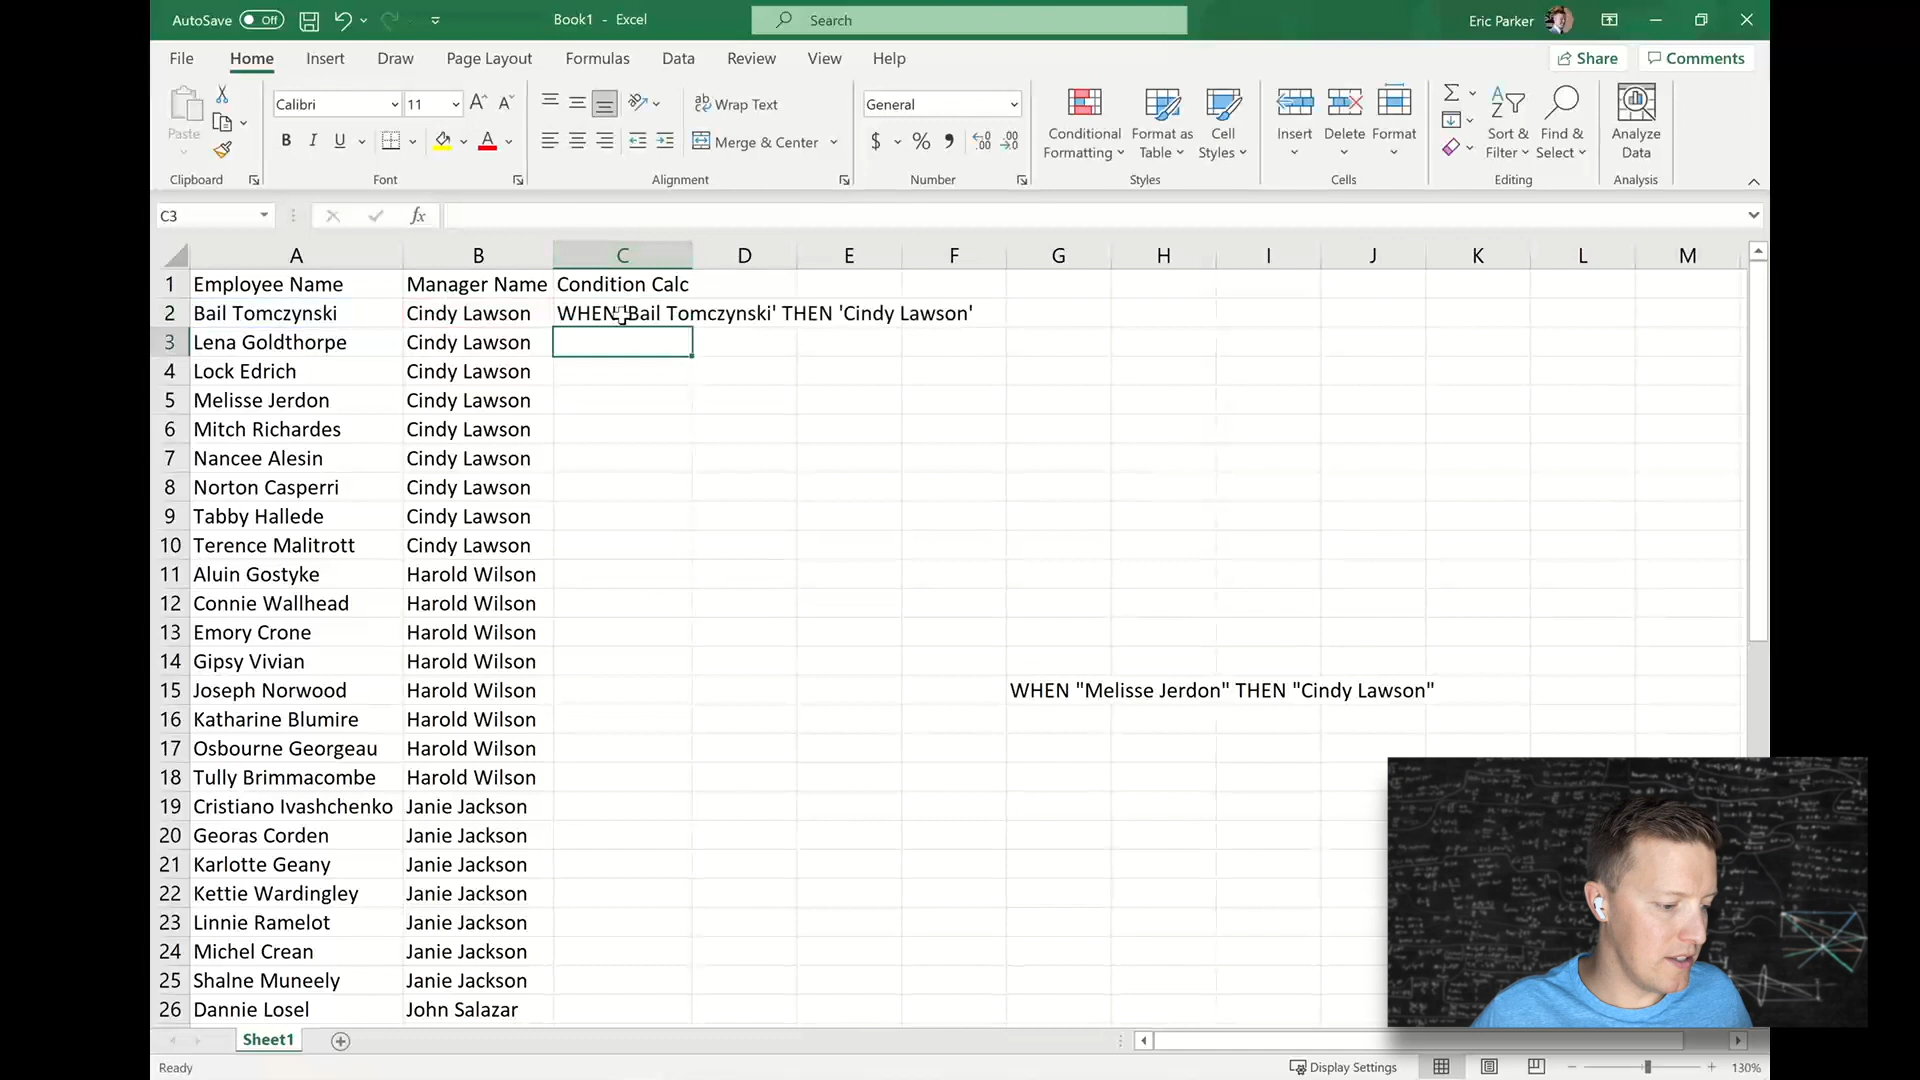 AutoSave Off Book1 - Excel Search Eric Parker
File Home Insert Draw Page Layout Formulas Data Review View Help Share Comments
Paste Calibri 11 ab Wrap Text General Conditional Formatting Format as Table Cell Styles Insert Delete Format Sort & Filter Find & Select Analyze Data
B I U A Merge & Center $ % 9
Clipboard Font Alignment Number Styles Cells Editing Analysis
C3 fx
A B C D E F G H I J K L M
1 Employee Name Manager Name Condition Calc
2 Bail Tomczynski Cindy Lawson WHEN 'Bail Tomczynski' THEN 'Cindy Lawson'
3 Lena Goldthorpe Cindy Lawson
4 Lock Edrich Cindy Lawson
5 Melisse Jerdon Cindy Lawson
6 Mitch Richardes Cindy Lawson
7 Nancee Alesin Cindy Lawson
8 Norton Casperri Cindy Lawson
9 Tabby Hallede Cindy Lawson
10 Terence Malitrott Cindy Lawson
11 Aluin Gostyke Harold Wilson
12 Connie Wallhead Harold Wilson
13 Emory Crone Harold Wilson
14 Gipsy Vivian Harold Wilson
15 Joseph Norwood Harold Wilson WHEN "Melisse Jerdon" THEN "Cindy Lawson"
16 Katharine Blumire Harold Wilson
17 Osbourne Georgeau Harold Wilson
18 Tully Brimmacombe Harold Wilson
19 Cristiano Ivashchenko Janie Jackson
20 Georas Corden Janie Jackson
21 Karlotte Geany Janie Jackson
22 Kettie Wardingley Janie Jackson
23 Linnie Ramelot Janie Jackson
24 Michel Crean Janie Jackson
25 Shalne Muneely Janie Jackson
26 Dannie Losel John Salazar
Sheet1
Ready Display Settings 130%